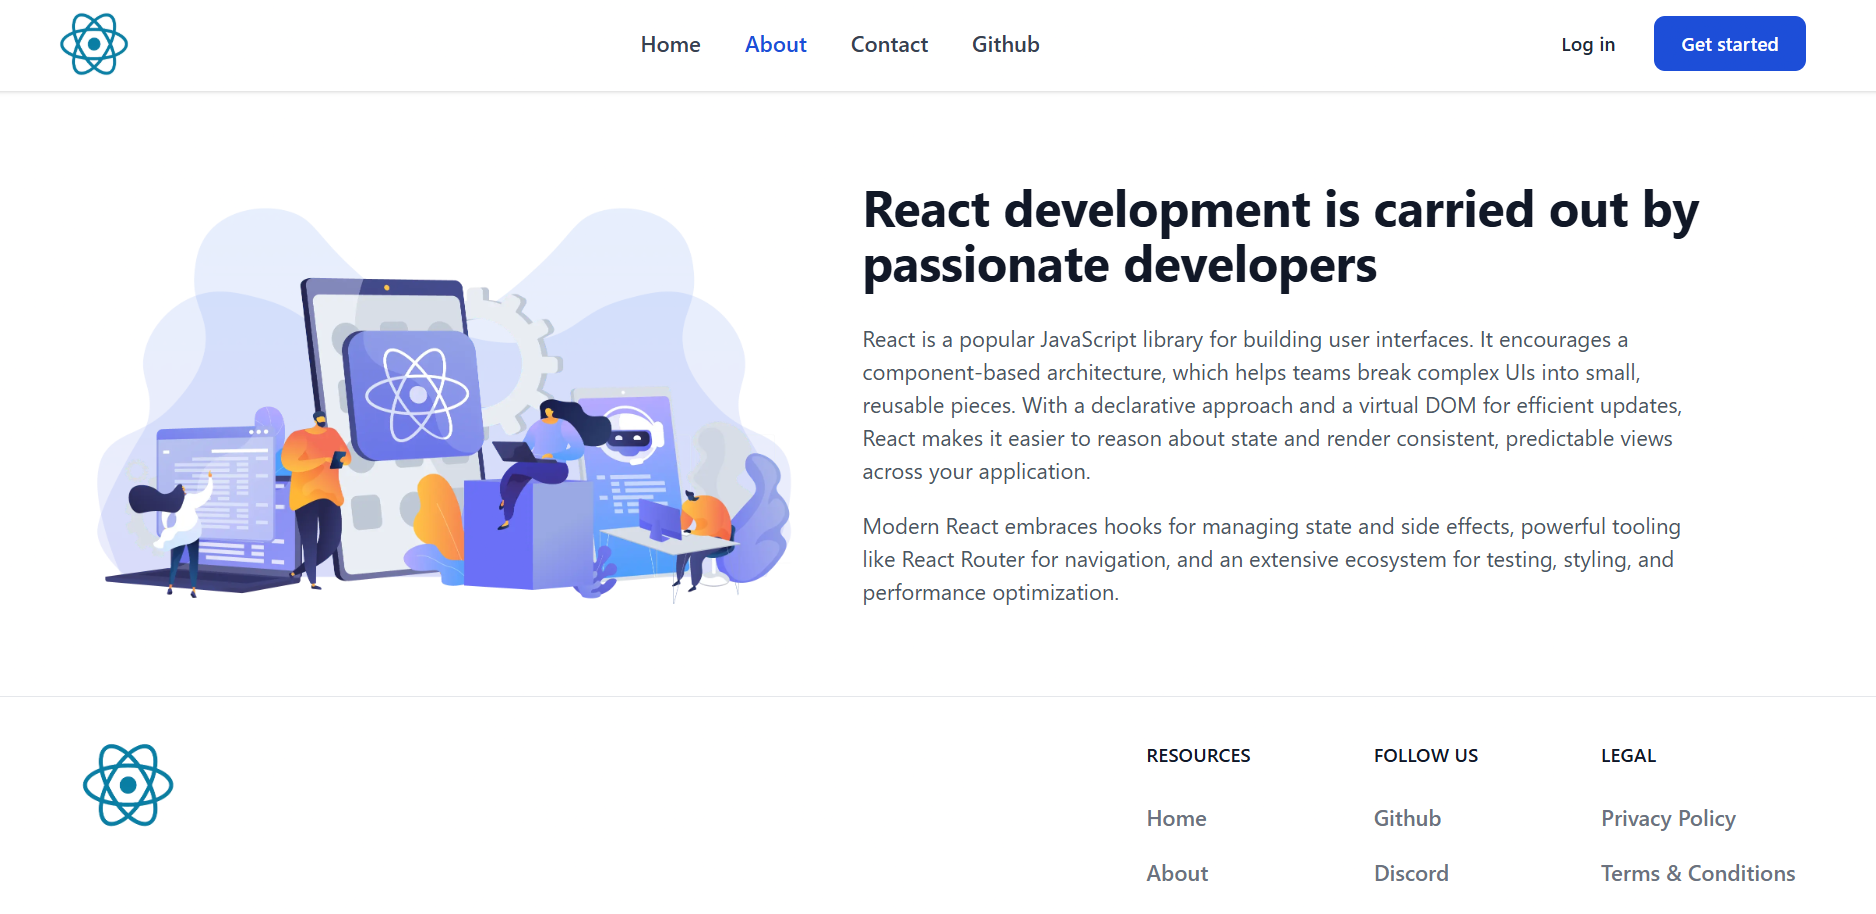 Home About Contact Github Log in Get started
React development is carried out by
passionate developers
React is a popular JavaScript library for building user interfaces. It encourages a
component-based architecture, which helps teams break complex UIs into small,
reusable pieces. With a declarative approach and a virtual DOM for efficient updates,
React makes it easier to reason about state and render consistent, predictable views
across your application.
Modern React embraces hooks for managing state and side effects, powerful tooling
like React Router for navigation, and an extensive ecosystem for testing, styling, and
performance optimization.
RESOURCES FOLLOW US LEGAL
Home Github Privacy Policy
About Discord Terms & Conditions